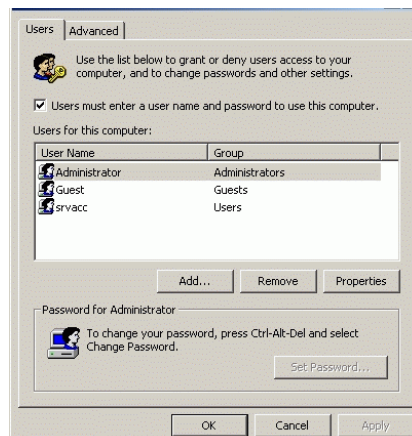 Users Advanced
Use the list below to grant or deny users access to your
computer, and to change passwords and other settings.
Users must enter a user name and password to use this computer.
Users for this computer:
User Name Group
Administrator Administrators
Guest Guests
srvacc Users
Add... Remove Properties
Password for Administrator
To change your password, press Ctrl-Alt-Del and select
Change Password.
Set Password...
OK Cancel Apply